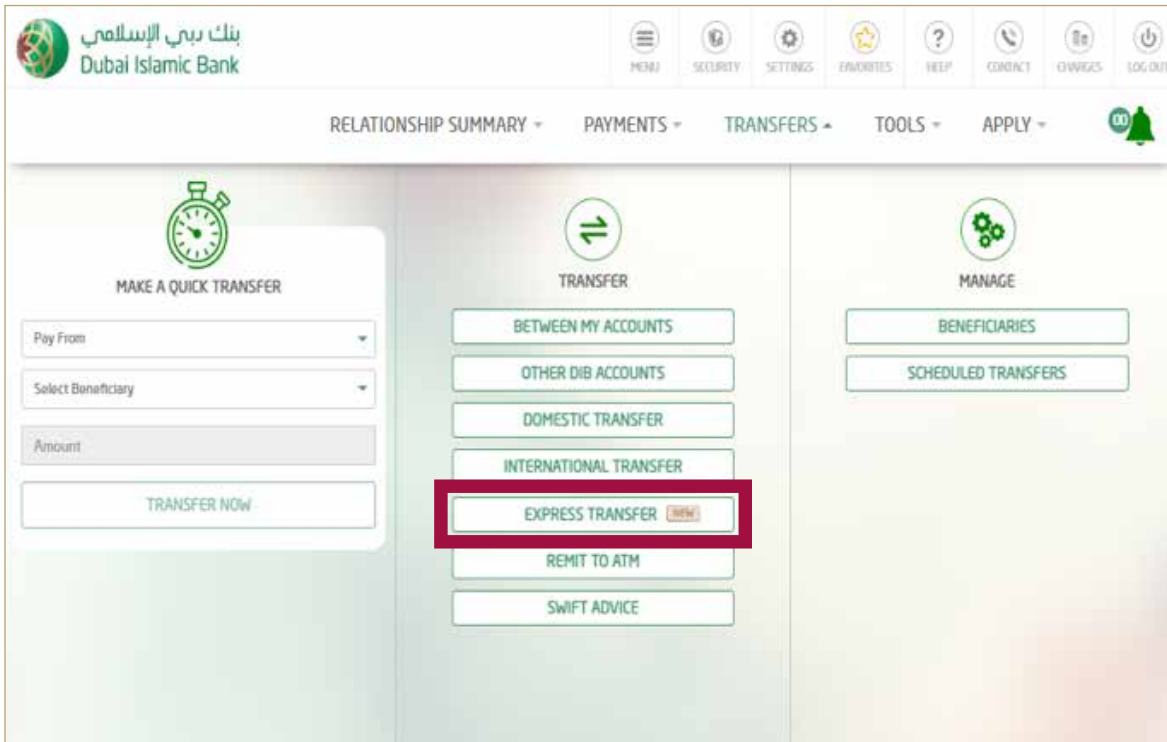 بنك دبي الإسلامي
Dubai Islamic Bank
MENU
SECURITY
SETTINGS
FAVORITES
HELP
CONTACT
CHARGES
LOG OUT
RELATIONSHIP SUMMARY
PAYMENTS
TRANSFERS
TOOLS
APPLY
00
MAKE A QUICK TRANSFER
Pay From
Select Beneficiary
Amount
TRANSFER NOW
TRANSFER
BETWEEN MY ACCOUNTS
OTHER DIB ACCOUNTS
DOMESTIC TRANSFER
INTERNATIONAL TRANSFER
EXPRESS TRANSFER NEW
REMIT TO ATM
SWIFT ADVICE
MANAGE
BENEFICIARIES
SCHEDULED TRANSFERS